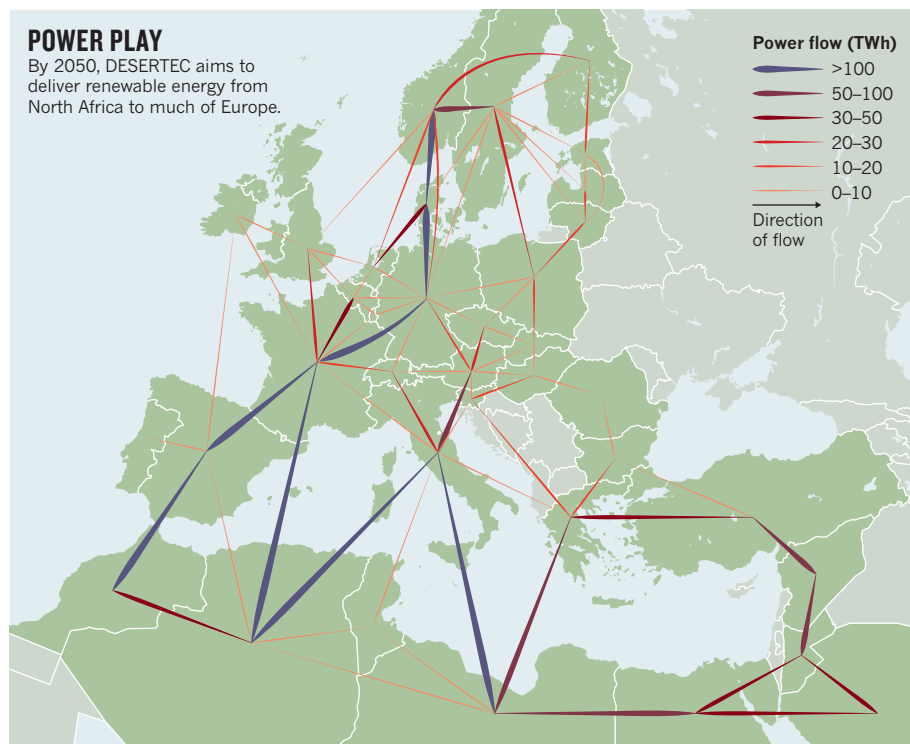 POWER PLAY
By 2050, DESERTEC aims to
deliver renewable energy from
North Africa to much of Europe.
Power flow (TWh)
>100
50–100
30–50
20–30
10–20
0–10
Direction
of flow